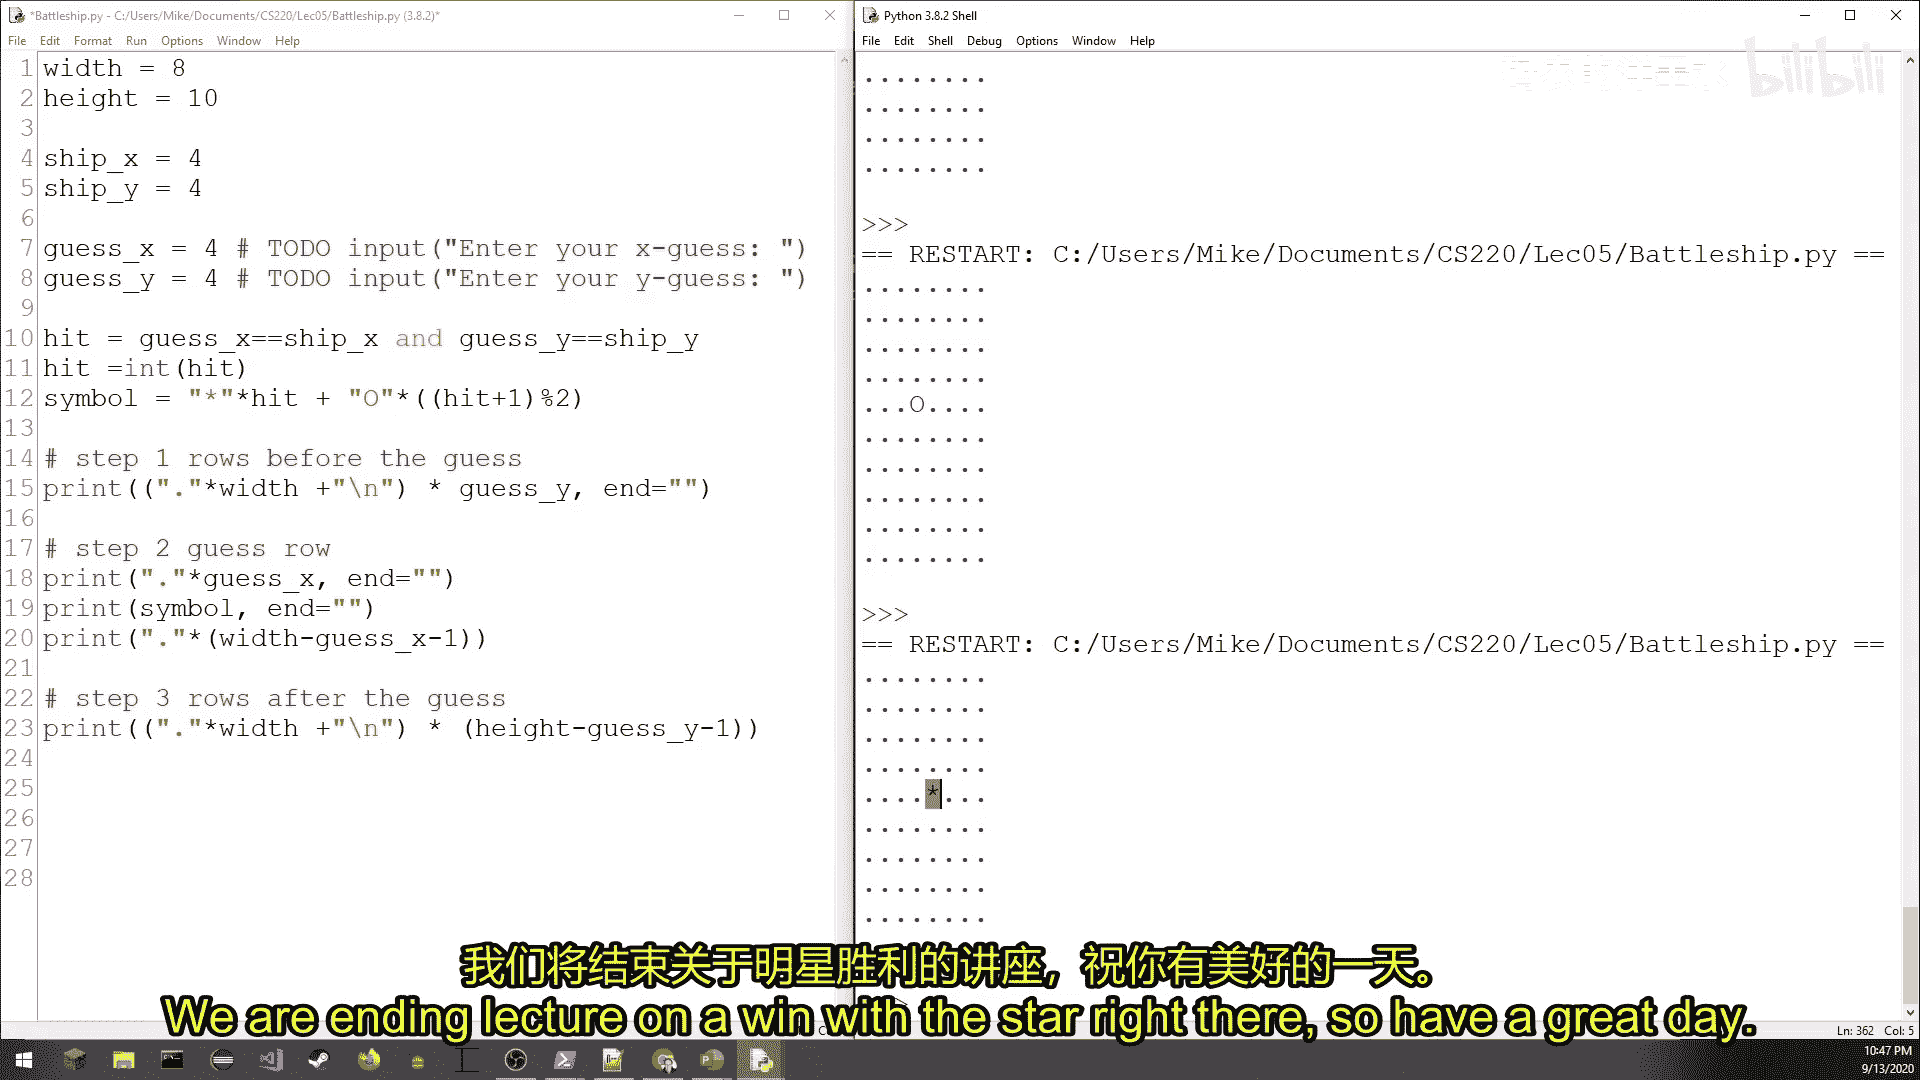 *Battleship.py - C:/Users/Mike/Documents/CS220/Lec05/Battleship.py (3.8.2)*
File Edit Format Run Options Window Help
1 width = 8
2 height = 10
3
4 ship_x = 4
5 ship_y = 4
6
7 guess_x = 4 # TODO input("Enter your x-guess: ")
8 guess_y = 4 # TODO input("Enter your y-guess: ")
9
10 hit = guess_x==ship_x and guess_y==ship_y
11 hit =int(hit)
12 symbol = "*"*hit + "O"*((hit+1)%2)
13
14 # step 1 rows before the guess
15 print(("."*width +"\n") * guess_y, end="")
16
17 # step 2 guess row
18 print("."*guess_x, end="")
19 print(symbol, end="")
20 print("."*(width-guess_x-1))
21
22 # step 3 rows after the guess
23 print(("."*width +"\n") * (height-guess_y-1))
24
25
26
27
28
Python 3.8.2 Shell
File Edit Shell Debug Options Window Help
bilibili
........
........
........
........
>>>
== RESTART: C:/Users/Mike/Documents/CS220/Lec05/Battleship.py ==
........
........
........
........
...O....
........
........
........
........
........
>>>
== RESTART: C:/Users/Mike/Documents/CS220/Lec05/Battleship.py ==
........
........
........
........
....*...
........
........
........
........
我们将结束关于明星胜利的讲座，祝你有美好的一天。
We are ending lecture on a win with the star right there, so have a great day.
Ln: 362 Col: 5
10:47 PM
9/13/2020